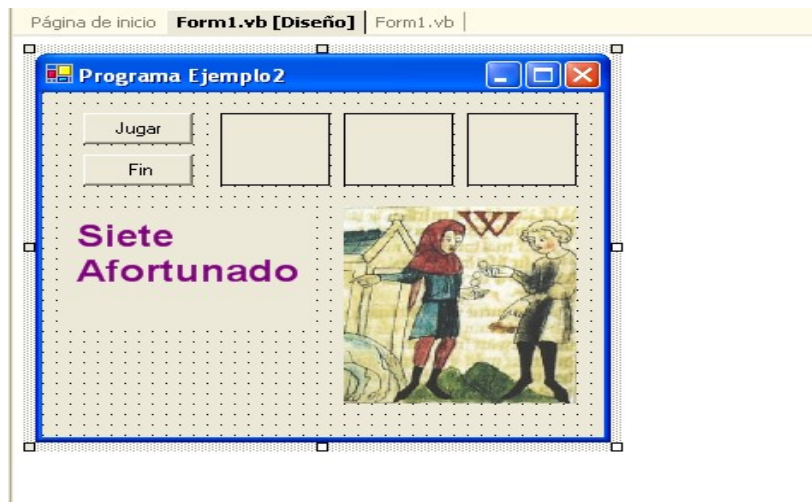 Página de inicio Form1.vb [Diseño] Form1.vb
Programa Ejemplo2
Jugar
Fin
Siete
Afortunado